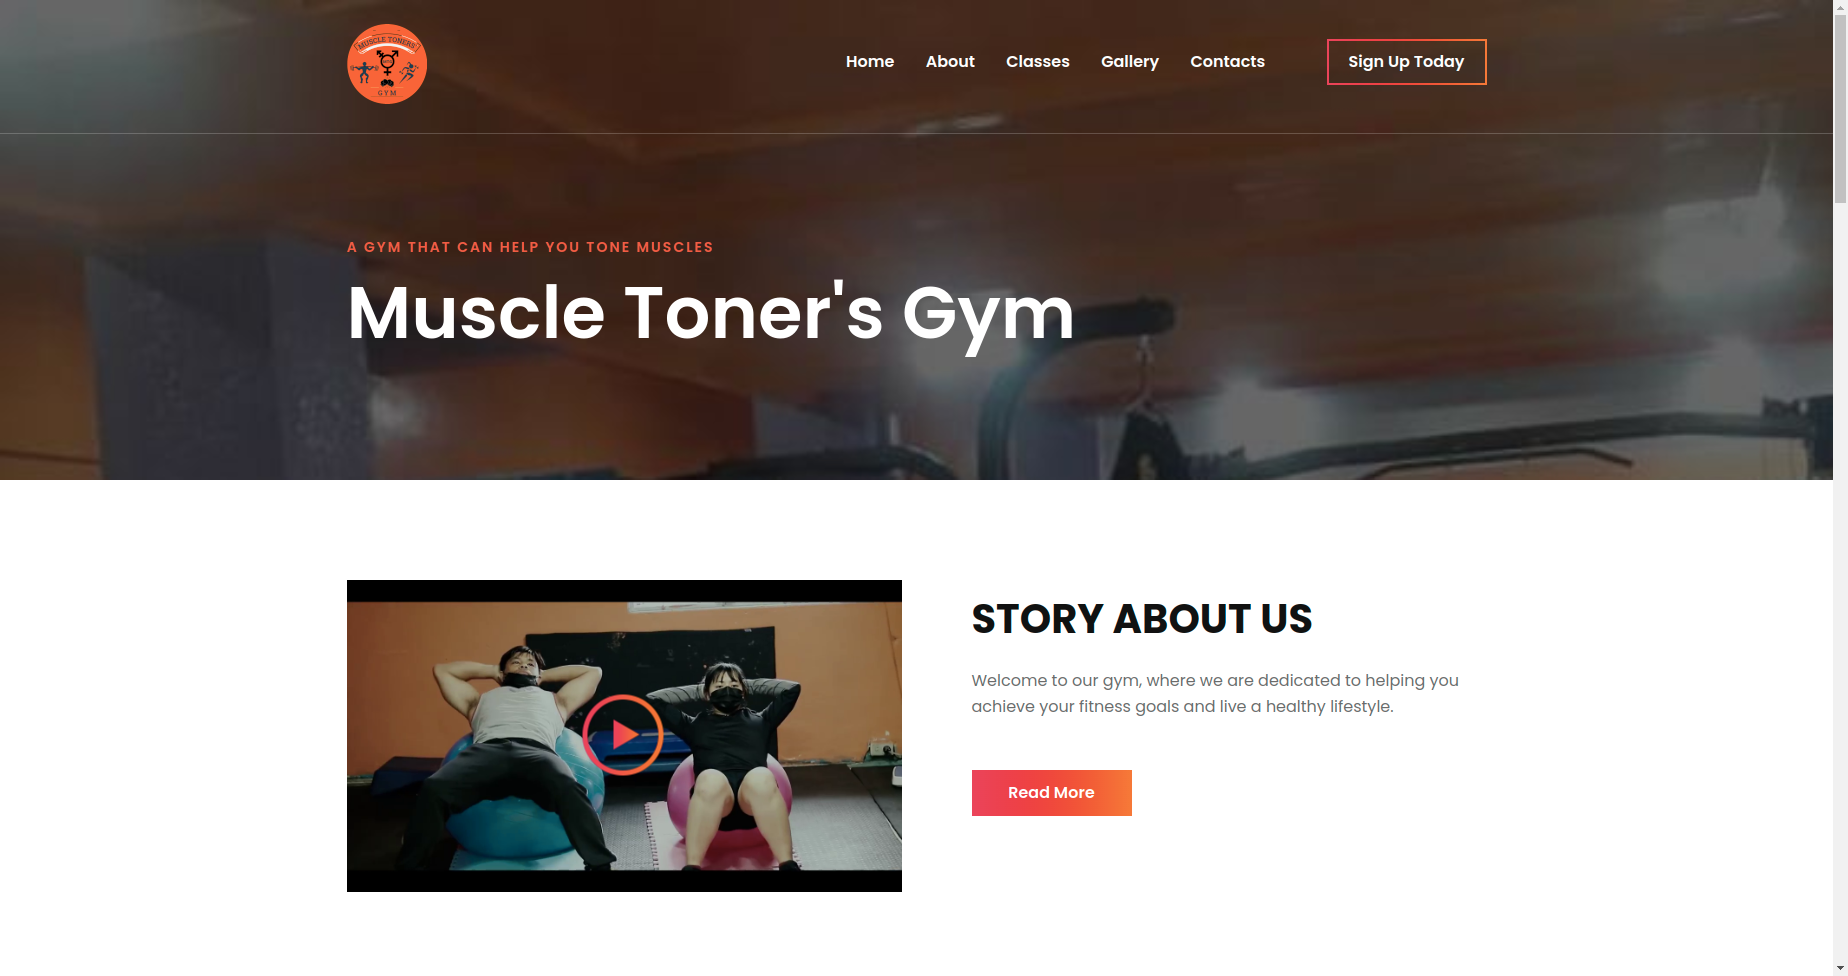 MUSCLE TONERS
GYM
Home
About
Classes
Gallery
Contacts
Sign Up Today
A GYM THAT CAN HELP YOU TONE MUSCLES
Muscle Toner's Gym
STORY ABOUT US
Welcome to our gym, where we are dedicated to helping you
achieve your fitness goals and live a healthy lifestyle.
Read More